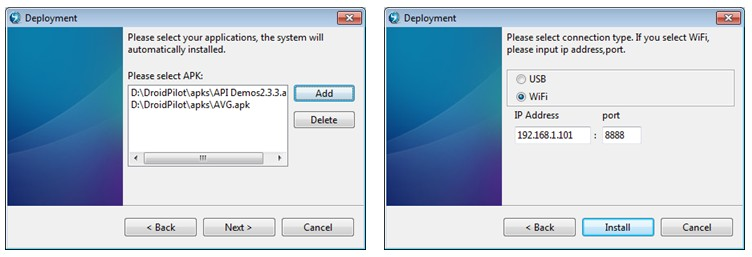 Deployment
Please select your applications, the system will
automatically installed.
Please select APK:
D:\DroidPilot\apks\API Demos2.3.3.a
D:\DroidPilot\apks\AVG.apk
Add
Delete
< Back
Next >
Cancel
Deployment
Please select connection type. If you select WiFi,
please input ip address,port.
USB
WiFi
IP Address port
192.168.1.101 : 8888
< Back
Install
Cancel